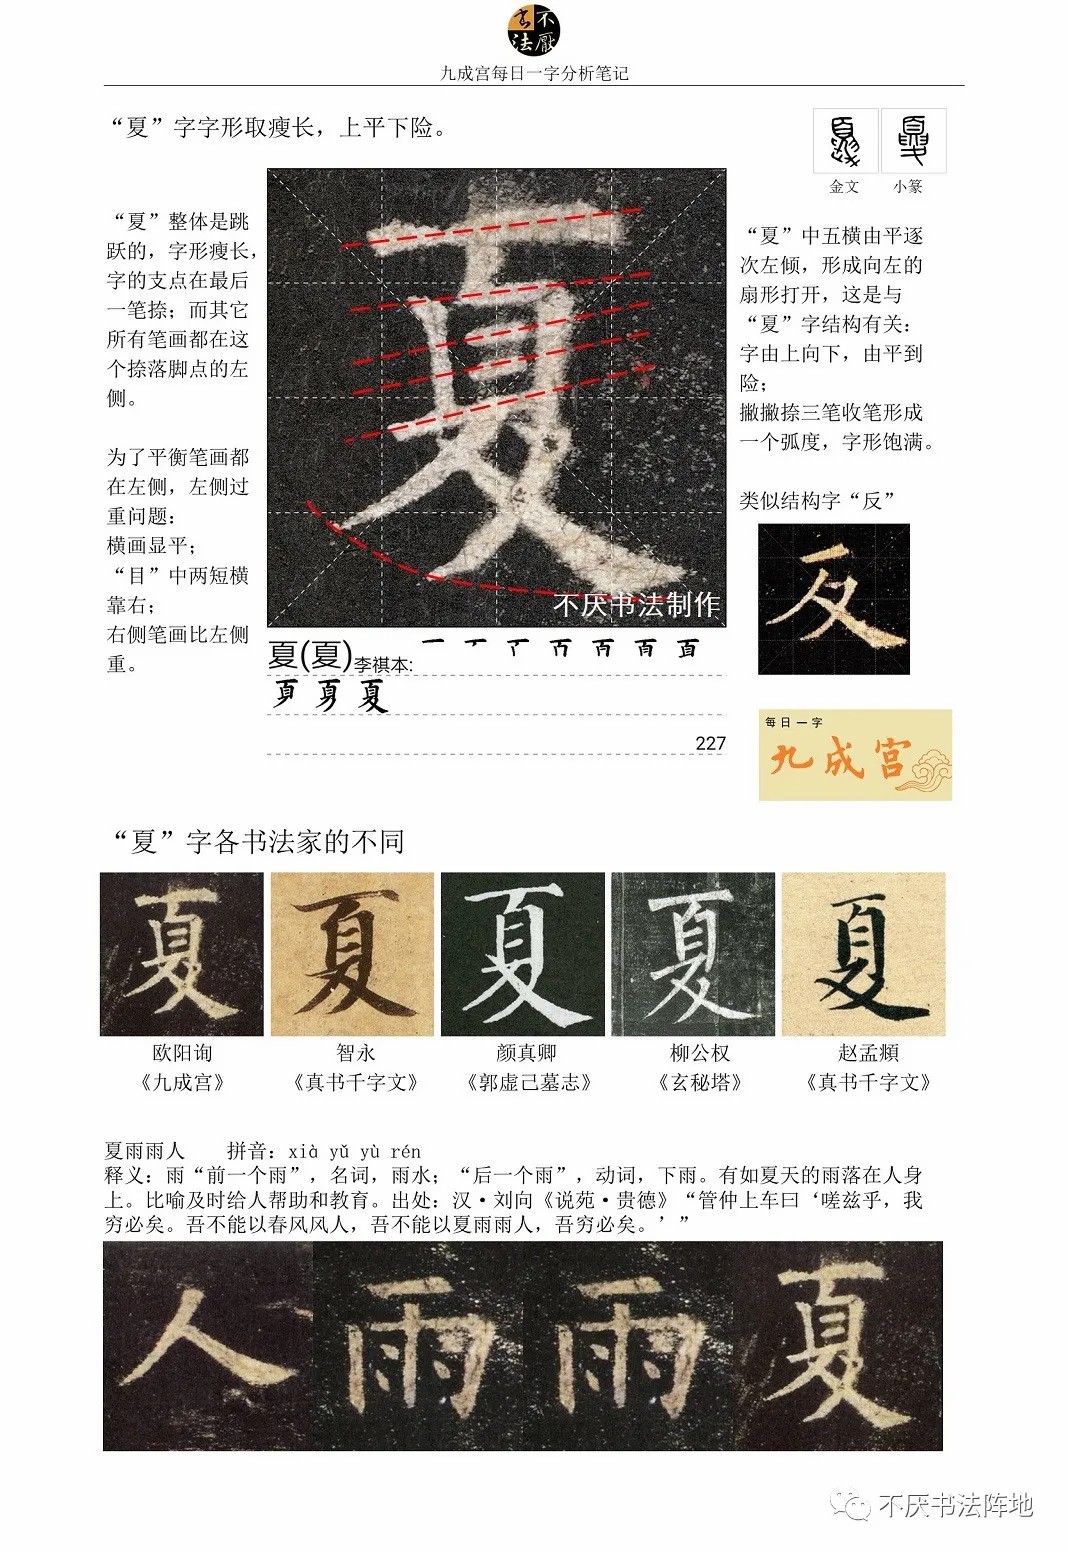 不厌书法
九成宫每日一字分析笔记
“夏”字字形取瘦长，上平下险。
金文 小篆
“夏”整体是跳
跃的，字形瘦长，
字的支点在最后
一笔捺；而其它
所有笔画都在这
个捺落脚点的左
侧。
为了平衡笔画都
在左侧，左侧过
重问题：
横画显平；
“目”中两短横
靠右；
右侧笔画比左侧
重。
夏
不厌书法制作
夏(夏)李祺本:
227
“夏”中五横由平逐
次左倾，形成向左的
扇形打开，这是与
“夏”字结构有关：
字由上向下，由平到
险；
撇撇捺三笔收笔形成
一个弧度，字形饱满。
类似结构字“反”
反
每日一字
九成宫
“夏”字各书法家的不同
夏 夏 夏 夏 夏
欧阳询 智永 颜真卿 柳公权 赵孟頫
《九成宫》 《真书千字文》 《郭虚己墓志》 《玄秘塔》 《真书千字文》
夏雨雨人 拼音：xià yǔ yù rén
释义：雨“前一个雨”，名词，雨水；“后一个雨”，动词，下雨。有如夏天的雨落在人身
上。比喻及时给人帮助和教育。出处：汉·刘向《说苑·贵德》“管仲上车曰‘嗟兹乎，我
穷必矣。吾不能以春风风人，吾不能以夏雨雨人，吾穷必矣。’”
人雨雨夏
不厌书法阵地